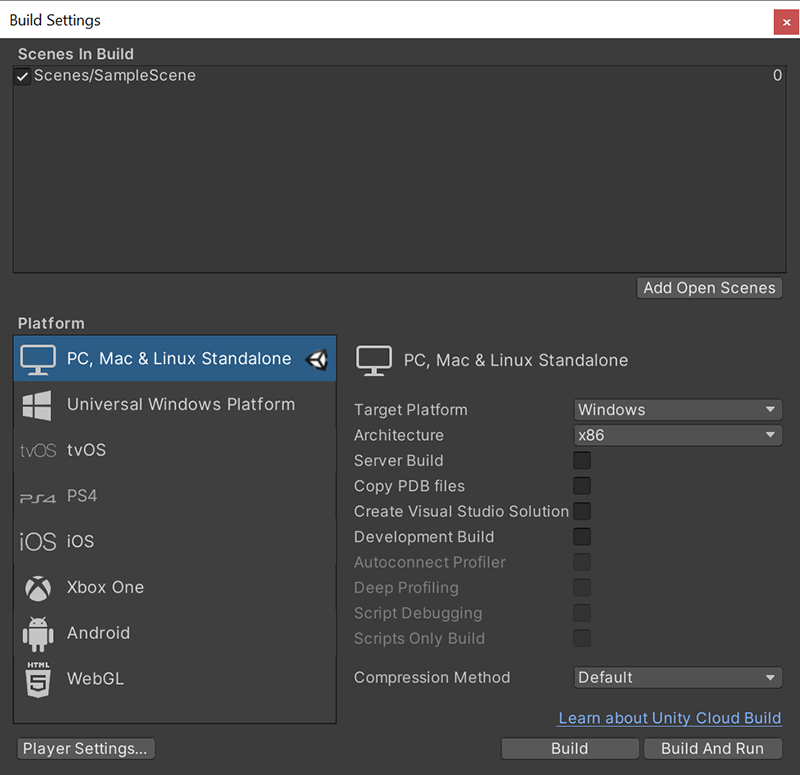 Build Settings
Scenes In Build
Scenes/SampleScene 0
Add Open Scenes
Platform
PC, Mac & Linux Standalone
Universal Windows Platform
tvOS tvOS
PS4 PS4
iOS iOS
Xbox One
Android
HTML
5 WebGL
PC, Mac & Linux Standalone
Target Platform Windows
Architecture x86
Server Build
Copy PDB files
Create Visual Studio Solution
Development Build
Autoconnect Profiler
Deep Profiling
Script Debugging
Scripts Only Build
Compression Method Default
Learn about Unity Cloud Build
Player Settings... Build Build And Run